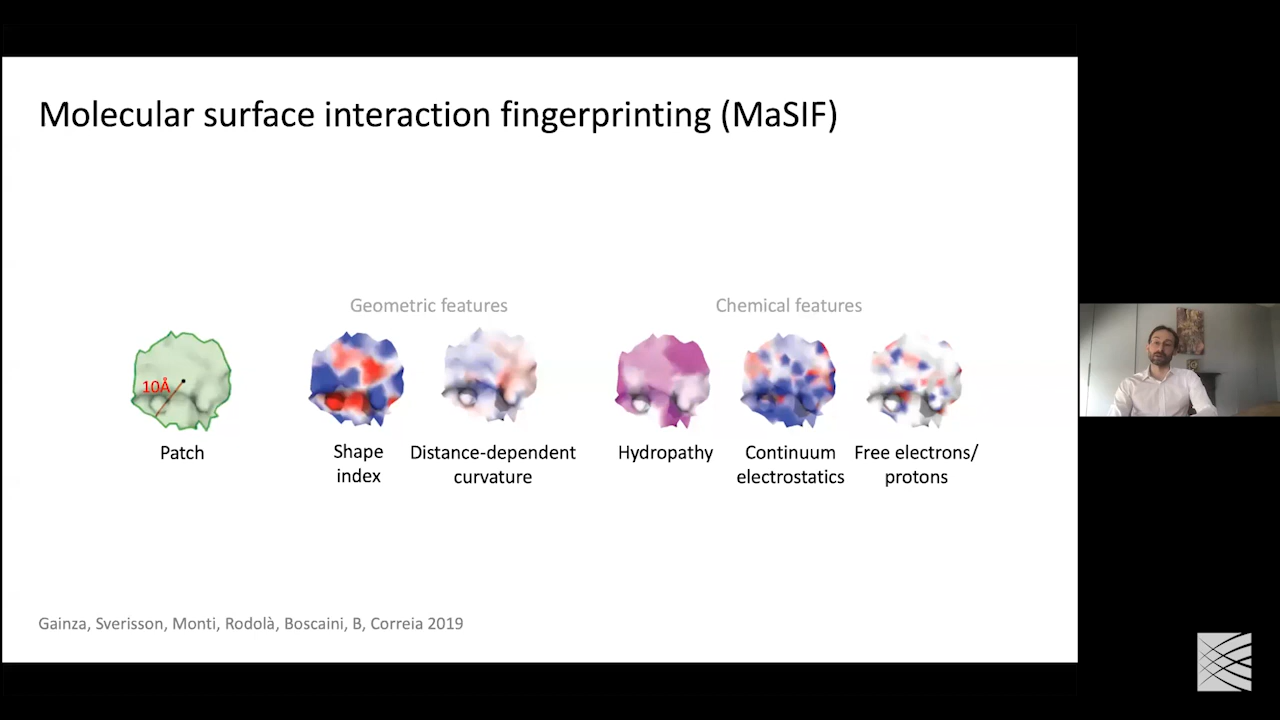 Molecular surface interaction fingerprinting (MaSIF)
Geometric features
Chemical features
10Å
Patch
Shape
index
Distance-dependent
curvature
Hydropathy
Continuum
electrostatics
Free electrons/
protons
Gainza, Sverisson, Monti, Rodolà, Boscaini, B, Correia 2019